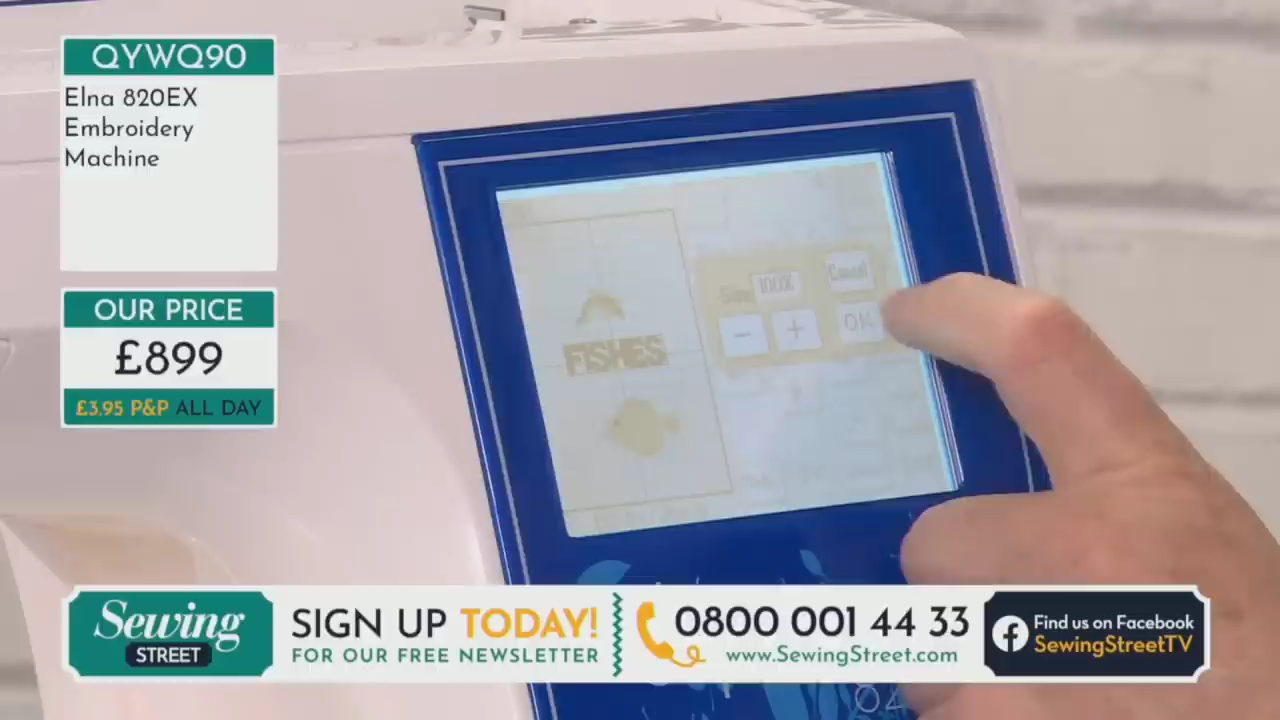 QYWQ90
Elna 820EX
Embroidery
Machine
OUR PRICE
£899
£3.95 P&P ALL DAY
Size 100% Cancel
- + OK
FISHES
Sewing
STREET
SIGN UP TODAY!
FOR OUR FREE NEWSLETTER
0800 001 44 33
www.SewingStreet.com
Find us on Facebook
SewingStreetTV